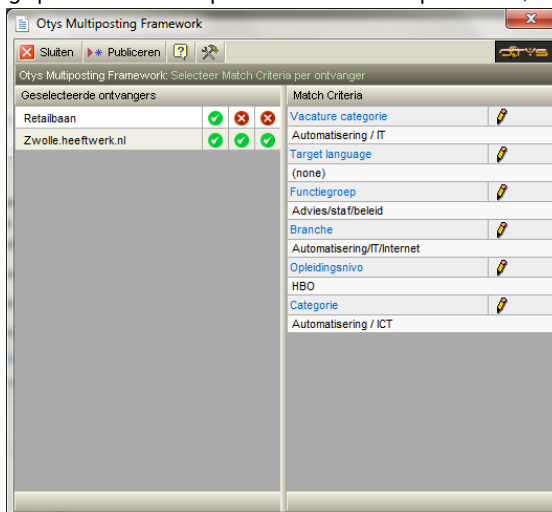 Otys Multiposting Framework
Sluiten Publiceren
Otys Multiposting Framework: Selecteer Match Criteria per ontvanger
Geselecteerde ontvangers
Retailbaan
Zwolle.heeftwerk.nl
Match Criteria
Vacature categorie
Automatisering / IT
Target language
(none)
Functiegroep
Advies/staf/beleid
Branche
Automatisering/IT/Internet
Opleidingsnivo
HBO
Categorie
Automatisering / ICT